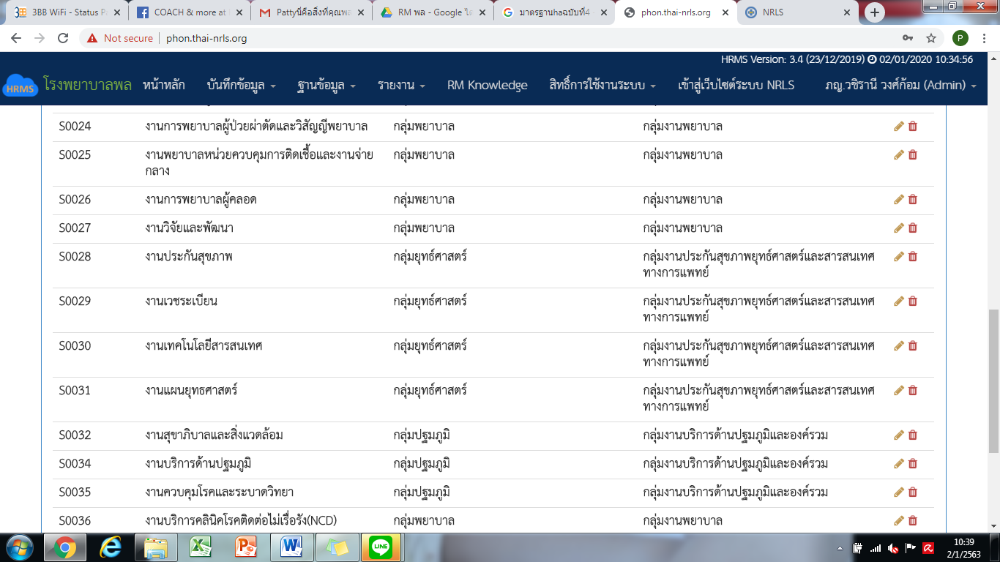 3BB WiFi - Status P
COACH & more at
Pattyนี่คือสิ่งที่คุณพล
RM พล - Google ไดร
มาตรฐานhaฉบับที่4
phon.thai-nrls.org
NRLS
Not secure
phon.thai-nrls.org
P
HRMS Version: 3.4 (23/12/2019) 02/01/2020 10:34:56
HRMS
โรงพยาบาลพล
หน้าหลัก
บันทึกข้อมูล
ฐานข้อมูล
รายงาน
RM Knowledge
สิทธิ์การใช้งานระบบ
เข้าสู่เว็บไซต์ระบบ NRLS
ภญ.วชิรานี วงศ์ก้อม (Admin)
S0024 งานการพยาบาลผู้ป่วยผ่าตัดและวิสัญญีพยาบาล กลุ่มพยาบาล กลุ่มงานพยาบาล
S0025 งานพยาบาลหน่วยควบคุมการติดเชื้อและงานจ่าย กลุ่มพยาบาล กลุ่มงานพยาบาล
กลาง
S0026 งานการพยาบาลผู้คลอด กลุ่มพยาบาล กลุ่มงานพยาบาล
S0027 งานวิจัยและพัฒนา กลุ่มพยาบาล กลุ่มงานพยาบาล
S0028 งานประกันสุขภาพ กลุ่มยุทธ์ศาสตร์ กลุ่มงานประกันสุขภาพยุทธ์ศาสตร์และสารสนเทศ
ทางการแพทย์
S0029 งานเวชระเบียน กลุ่มยุทธ์ศาสตร์ กลุ่มงานประกันสุขภาพยุทธ์ศาสตร์และสารสนเทศ
ทางการแพทย์
S0030 งานเทคโนโลยีสารสนเทศ กลุ่มยุทธ์ศาสตร์ กลุ่มงานประกันสุขภาพยุทธ์ศาสตร์และสารสนเทศ
ทางการแพทย์
S0031 งานแผนยุทธศาสตร์ กลุ่มยุทธ์ศาสตร์ กลุ่มงานประกันสุขภาพยุทธ์ศาสตร์และสารสนเทศ
ทางการแพทย์
S0032 งานสุขาภิบาลและสิ่งแวดล้อม กลุ่มปฐมภูมิ กลุ่มงานบริการด้านปฐมภูมิและองค์รวม
S0034 งานบริการด้านปฐมภูมิ กลุ่มปฐมภูมิ กลุ่มงานบริการด้านปฐมภูมิและองค์รวม
S0035 งานควบคุมโรคและระบาดวิทยา กลุ่มปฐมภูมิ กลุ่มงานบริการด้านปฐมภูมิและองค์รวม
S0036 งานบริการคลินิคโรคติดต่อไม่เรื่อรัง(NCD) กลุ่มพยาบาล กลุ่มงานพยาบาล
LINE
10:39
2/1/2563